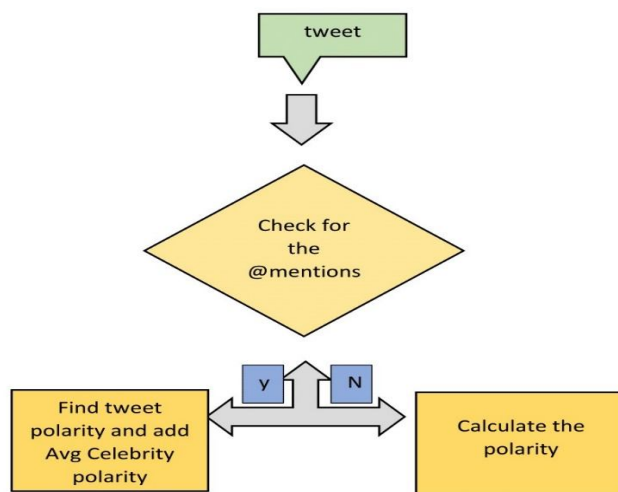 tweet
Check for
the
@mentions
y
N
Find tweet
polarity and add
Avg Celebrity
polarity
Calculate the
polarity